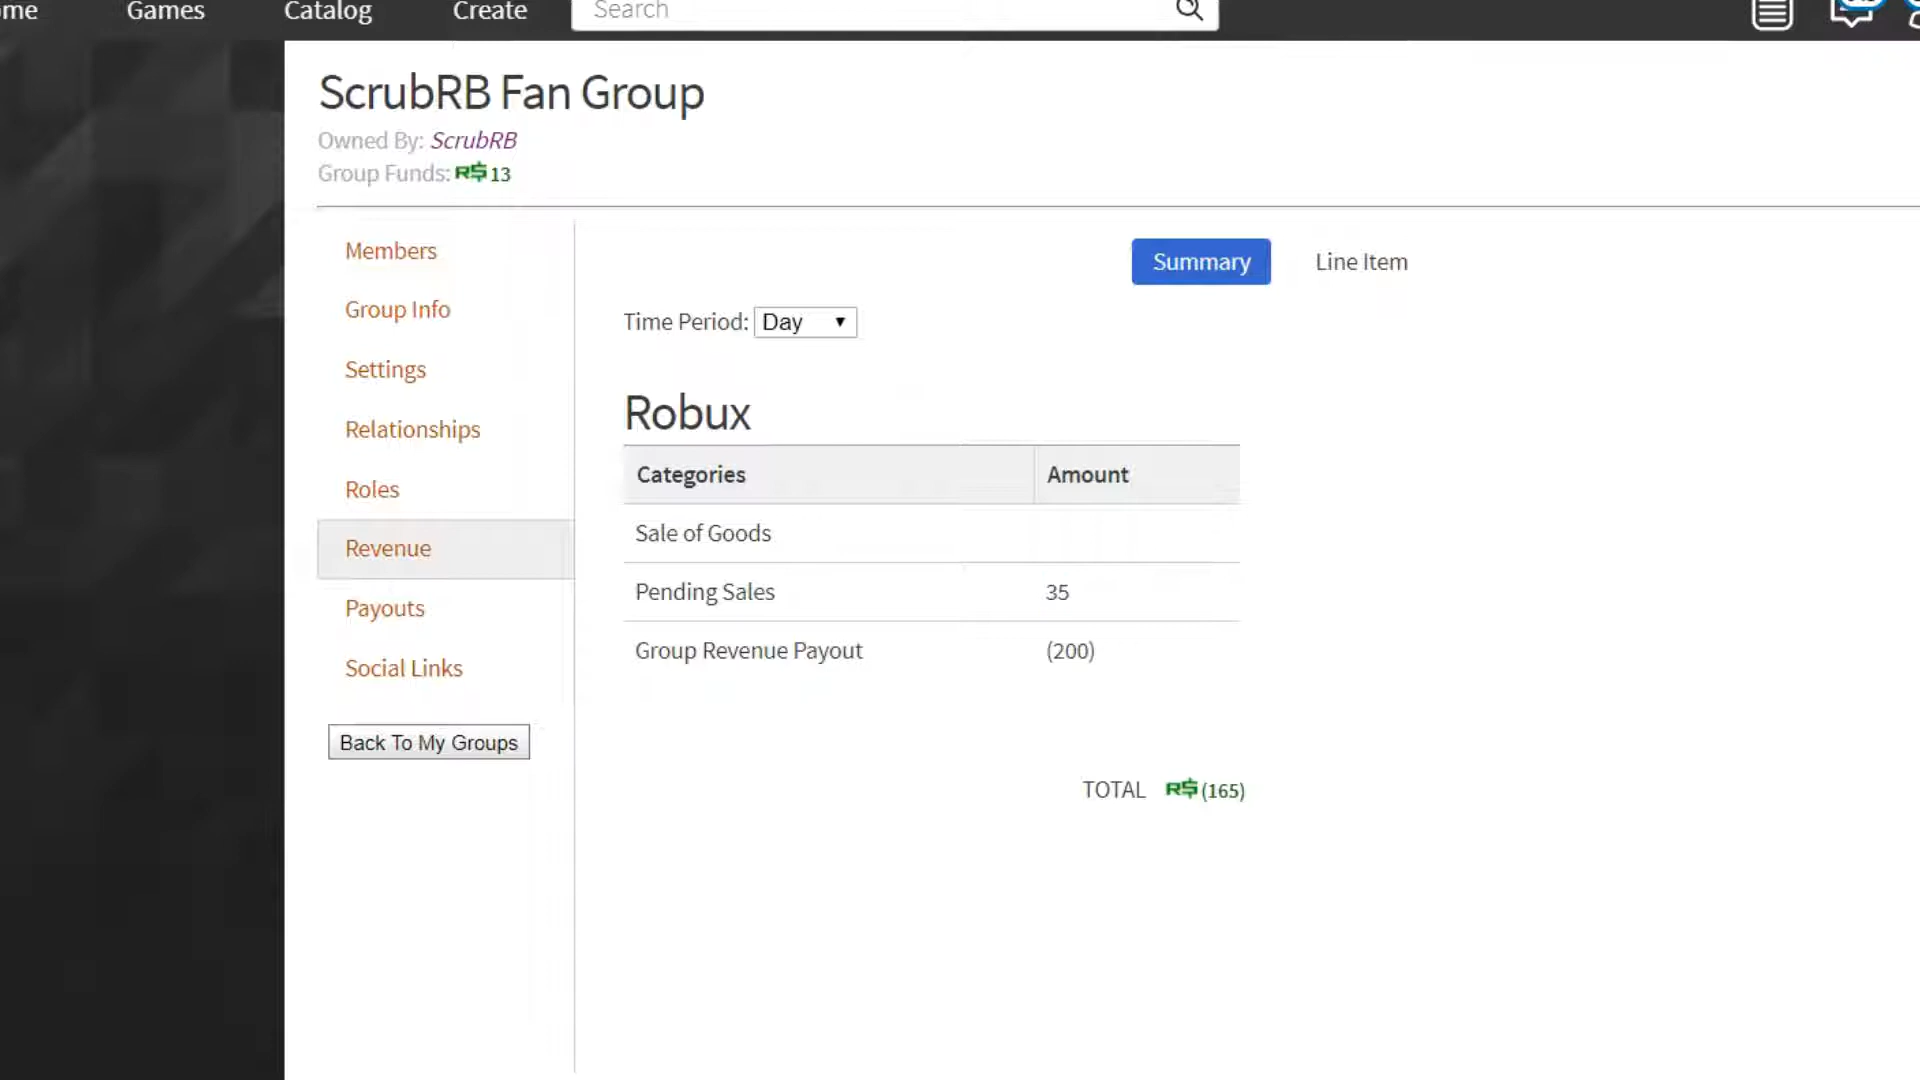 ome Games Catalog Create Search
ScrubRB Fan Group
Owned By: ScrubRB
Group Funds: R$ 13
Members
Group Info
Settings
Relationships
Roles
Revenue
Payouts
Social Links
Back To My Groups
Summary Line Item
Time Period: Day
Robux
Categories Amount
Sale of Goods
Pending Sales 35
Group Revenue Payout (200)
TOTAL R$ (165)